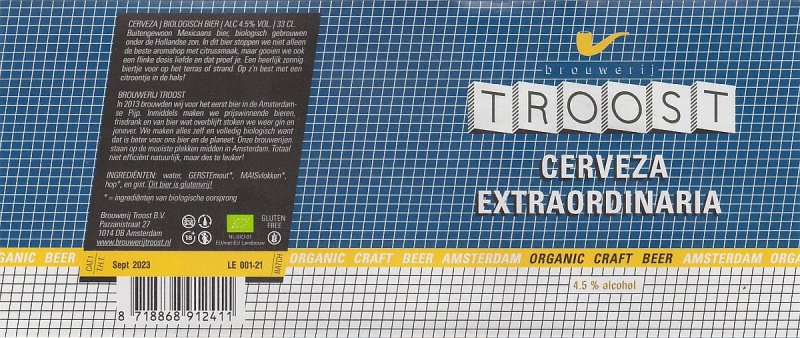 CERVEZA | BIOLOGISCH BIER | ALC 4.5% VOL. | 33 CL.
Buitengewoon Mexicaans bier, biologisch gebrouwen
onder de Hollandse zon. In dit bier stoppen we niet alleen
de beste aromahop met citrussmaak, maar gooien we ook
een flinke dosis liefde en dat proef je. Een heerlijk zonnig
biertje voor op het terras of strand. Op z'n best met een
citroentje in de hals!
BROUWERIJ TROOST
In 2013 brouwden wij voor het eerst bier in de Amsterdam-
se Pijp. Inmiddels maken we prijswinnende bieren,
frisdrank en van bier wat overblijft stoken we weer gin en
jenever. We maken alles zelf en volledig biologisch want
dat is beter voor ons bier en de planeet. Onze brouwerijen
staan op de mooiste plekken midden in Amsterdam. Totaal
niet efficiënt natuurlijk, maar des te leuker!
INGREDIËNTEN: water, GERSTEmout*, MAISvlokken*,
hop*, en gist. Dit bier is glutenvrij!
* = ingrediënten van biologische oorsprong
Brouwerij Troost B.V.
Pazzanistraat 27
1014 DB Amsterdam
www.brouwerijtroost.nl
18
NL-BIO-01
EU/niet-EU Landbouw
GLUTEN
FREE
brouwerij
TROOST
CERVEZA
EXTRAORDINARIA
ORGANIC BEER
CAT.1
T.H.T.
Sept 2023
LE 001-21
BATCH
ORGANIC CRAFT BEER AMSTERDAM ORGANIC CRAFT BEER AMSTERDAM ORGA
4.5 % alcohol
8 718868 912411